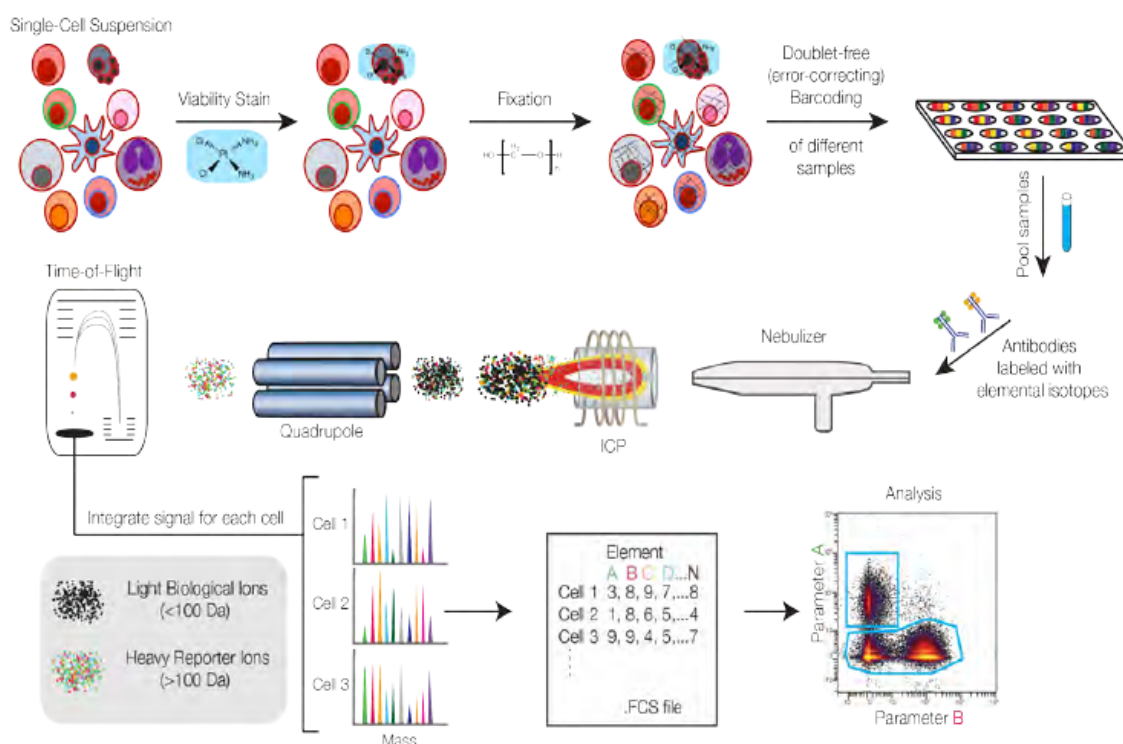 Single-Cell Suspension
Viability Stain
Fixation
Doublet-free
(error-correcting)
Barcoding
of different
samples
Pool samples
Antibodies
labeled with
elemental isotopes
Nebulizer
ICP
Quadrupole
Time-of-Flight
Integrate signal for each cell
Light Biological Ions
(<100 Da)
Heavy Reporter Ions
(>100 Da)
Cell 1
Cell 2
Cell 3
Mass
Element
A B C D...N
Cell 1 3, 8, 9, 7,...8
Cell 2 1, 8, 6, 5,...4
Cell 3 9, 9, 4, 5,...7
.FCS file
Analysis
Parameter A
Parameter B